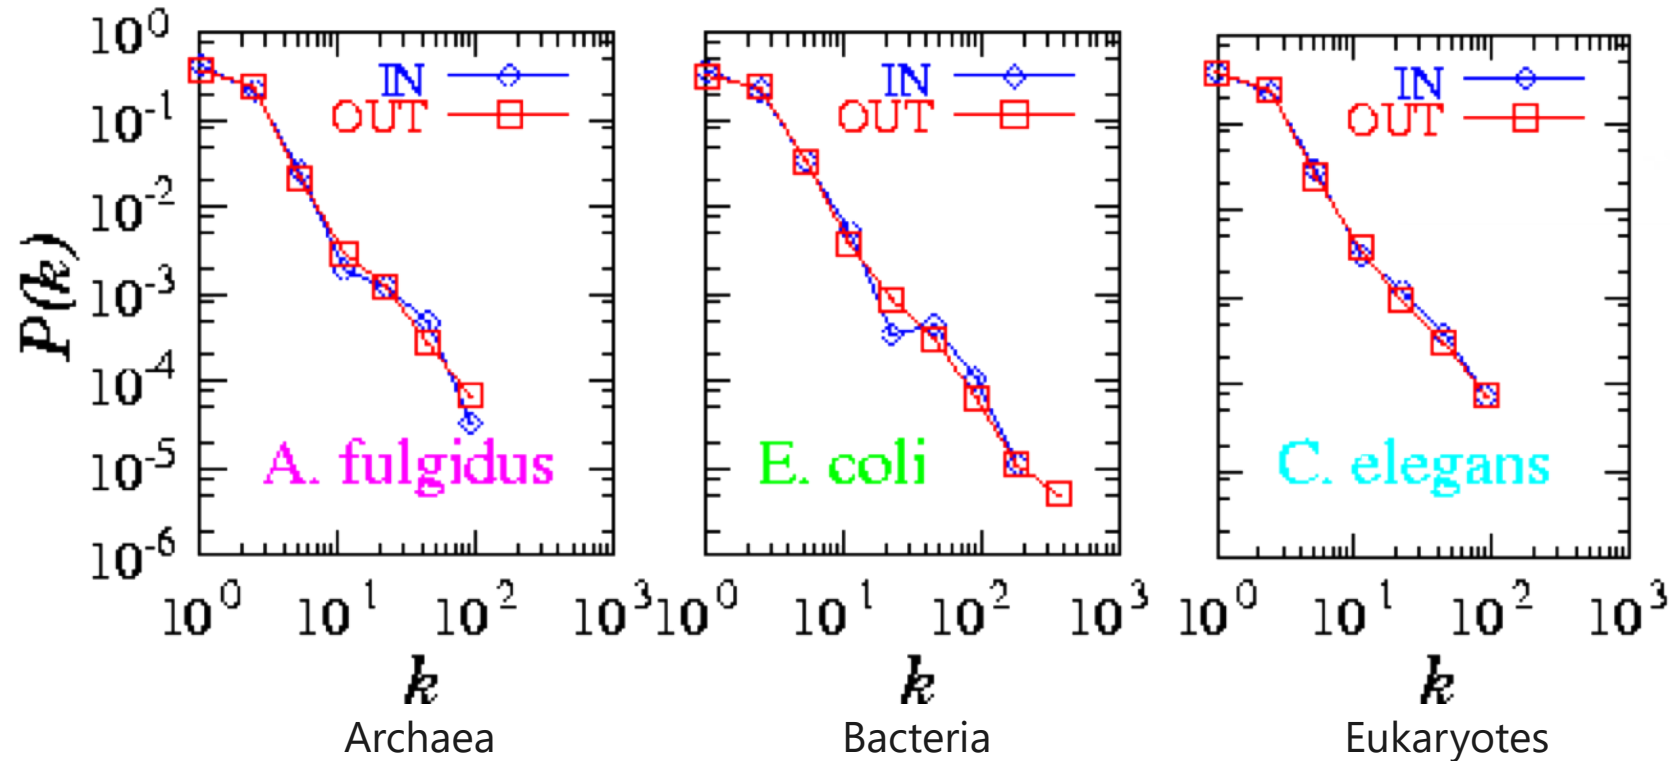 P(k)
10^0
10^-1
10^-2
10^-3
10^-4
10^-5
10^-6
IN
OUT
A. fulgidus
10^0 10^1 10^2 10^3
k
Archaea
IN
OUT
E. coli
10^0 10^1 10^2 10^3
k
Bacteria
IN
OUT
C. elegans
10^0 10^1 10^2 10^3
k
Eukaryotes